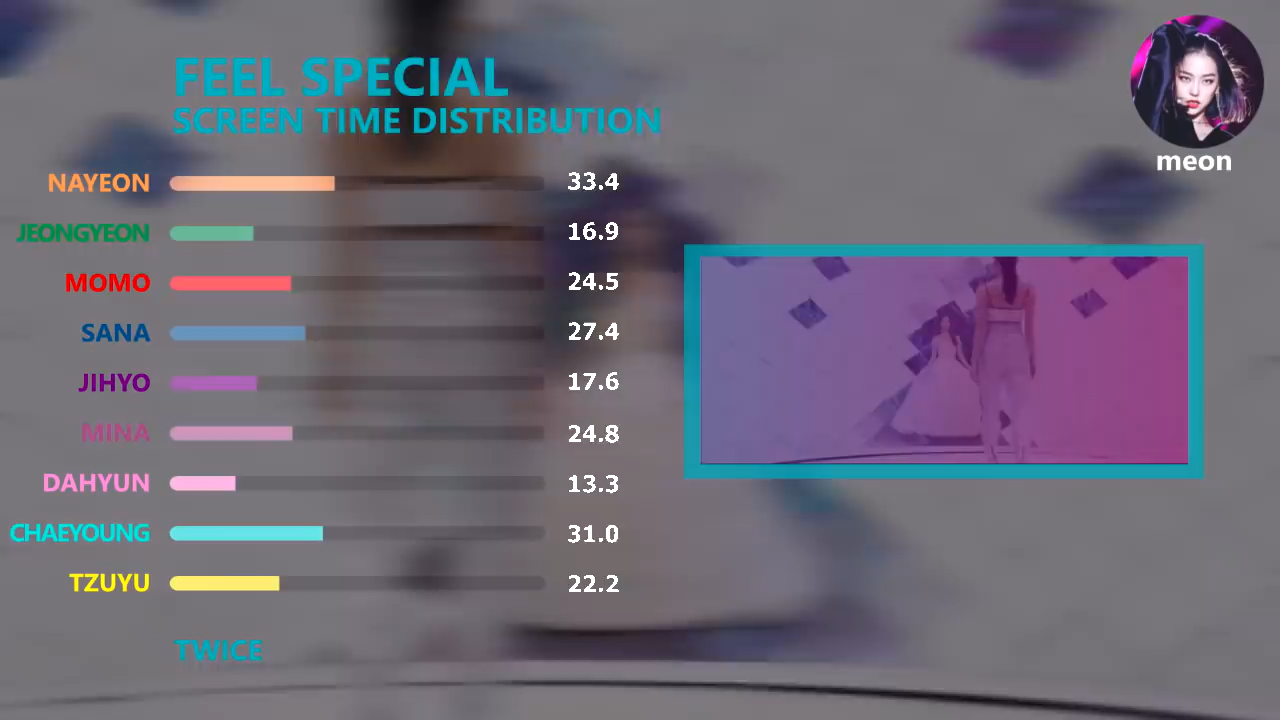 FEEL SPECIAL
SCREEN TIME DISTRIBUTION
meon
NAYEON 33.4
JEONGYEON 16.9
MOMO 24.5
SANA 27.4
JIHYO 17.6
MINA 24.8
DAHYUN 13.3
CHAEYOUNG 31.0
TZUYU 22.2
TWICE